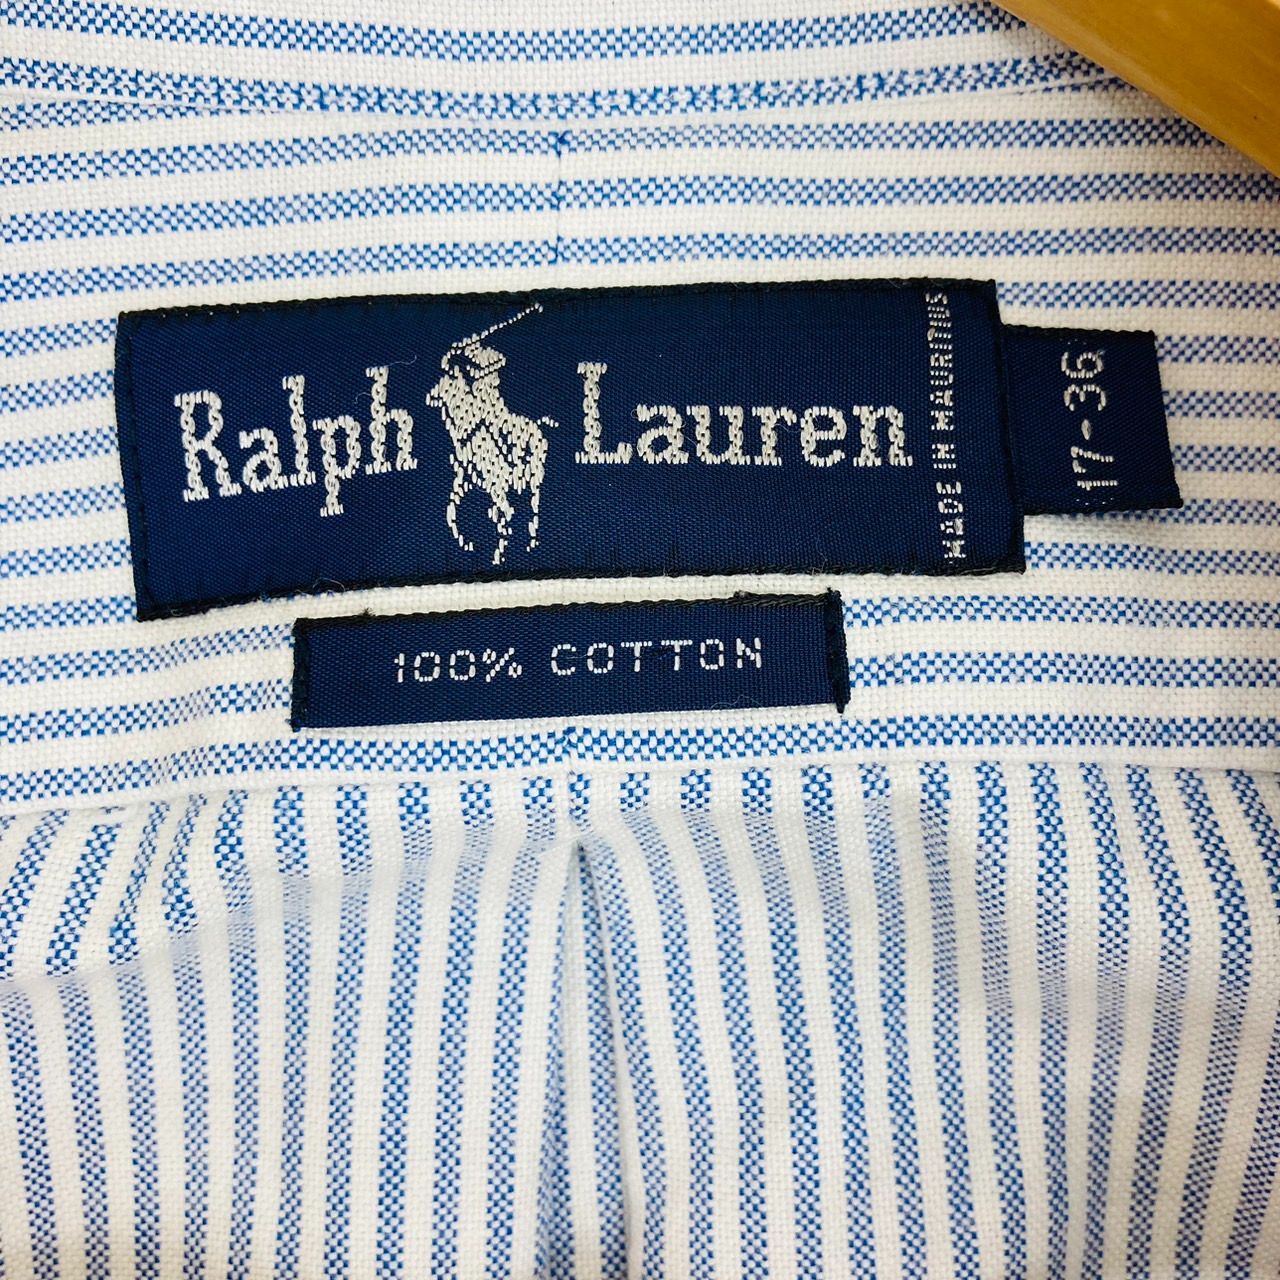 Ralph Lauren
MADE IN MAURITIUS
17-36
100% COTTON